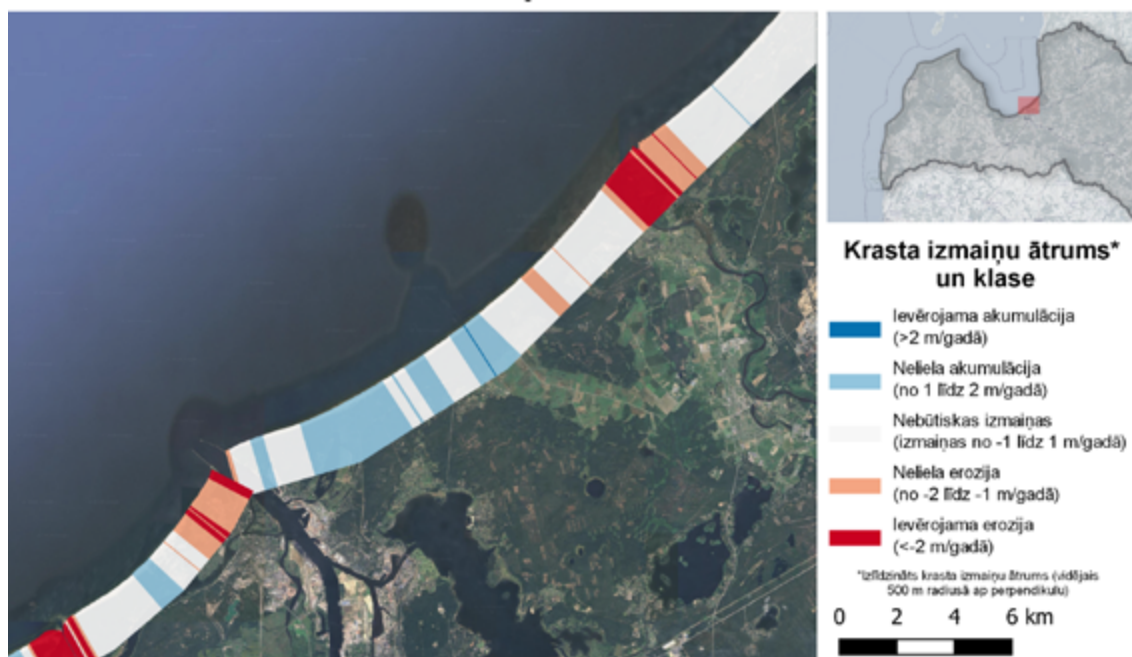 Krasta izmaiņu ātrums*
un klase
Ievērojama akumulācija
(>2 m/gadā)
Neliela akumulācija
(no 1 līdz 2 m/gadā)
Nebūtiskas izmaiņas
(izmaiņas no -1 līdz 1 m/gadā)
Neliela erozija
(no -2 līdz -1 m/gadā)
Ievērojama erozija
(<-2 m/gadā)
*Izlīdzināts krasta izmaiņu ātrums (vidējais
500 m radiusā ap perpendikulu)
0 2 4 6 km